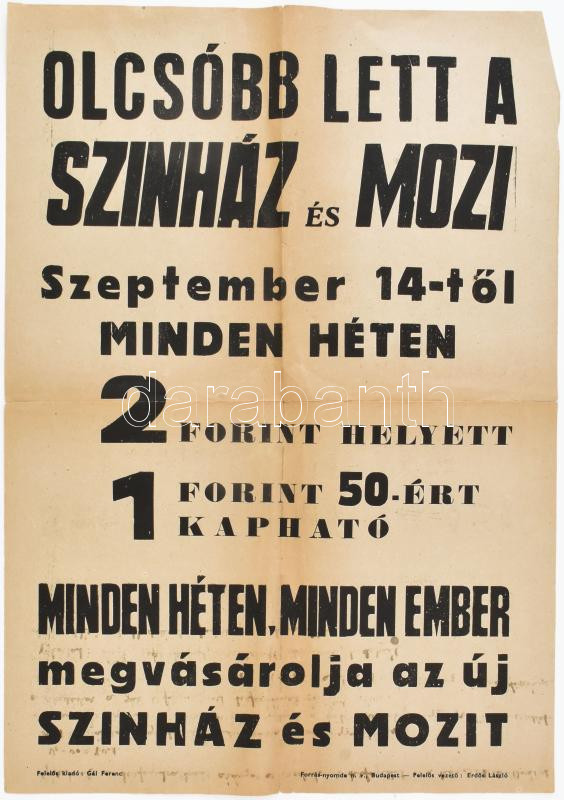 OLCSÓBB LETT A
SZINHÁZ ÉS MOZI
Szeptember 14-től
MINDEN HÉTEN
2 FORINT HELYETT
darabanth
1 FORINT 50-ÉRT
KAPHATÓ
MINDEN HÉTEN, MINDEN EMBER
megvásárolja az új
SZINHÁZ és MOZIT
Felelős kiadó: Gál Ferenc
Forrás-nyomda n. v., Budapest — Felelős vezető: Erdős László